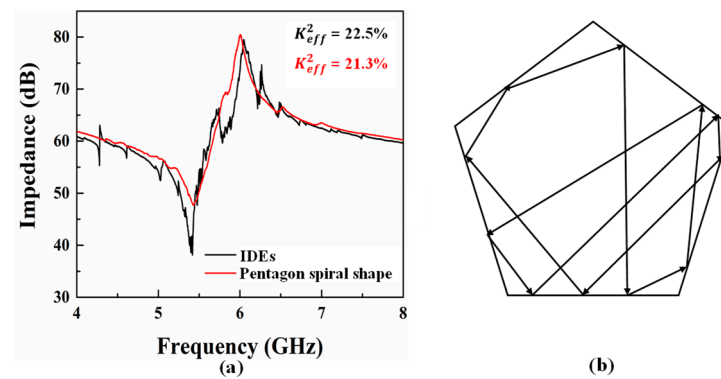 K²eff = 22.5%
K²eff = 21.3%
80
70
60
50
40
30
Impedance (dB)
IDEs
Pentagon spiral shape
4 5 6 7 8
Frequency (GHz)
(a) (b)